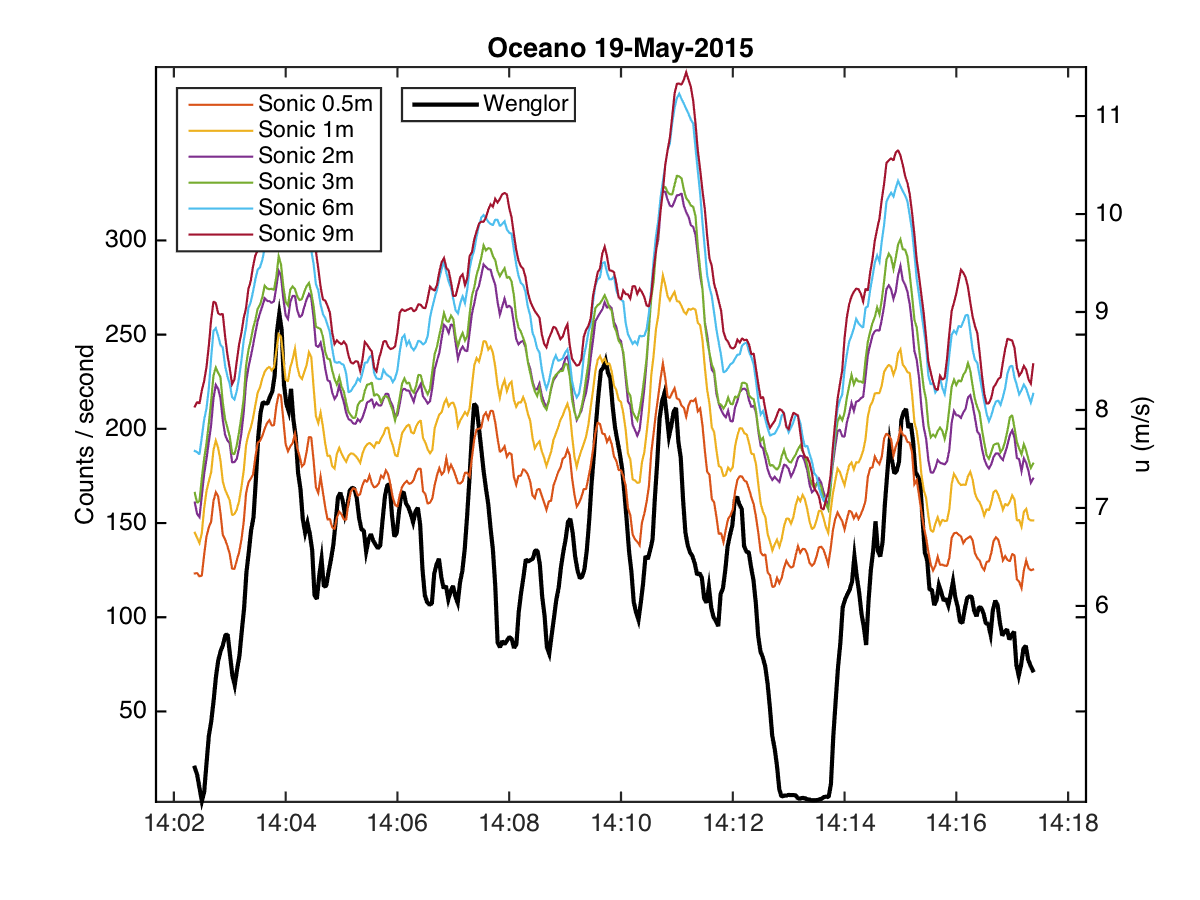 Oceano 19-May-2015
Sonic 0.5m
Sonic 1m
Sonic 2m
Sonic 3m
Sonic 6m
Sonic 9m
Wenglor
Counts / second
300
250
200
150
100
50
11
10
9
8
7
6
u (m/s)
14:02 14:04 14:06 14:08 14:10 14:12 14:14 14:16 14:18